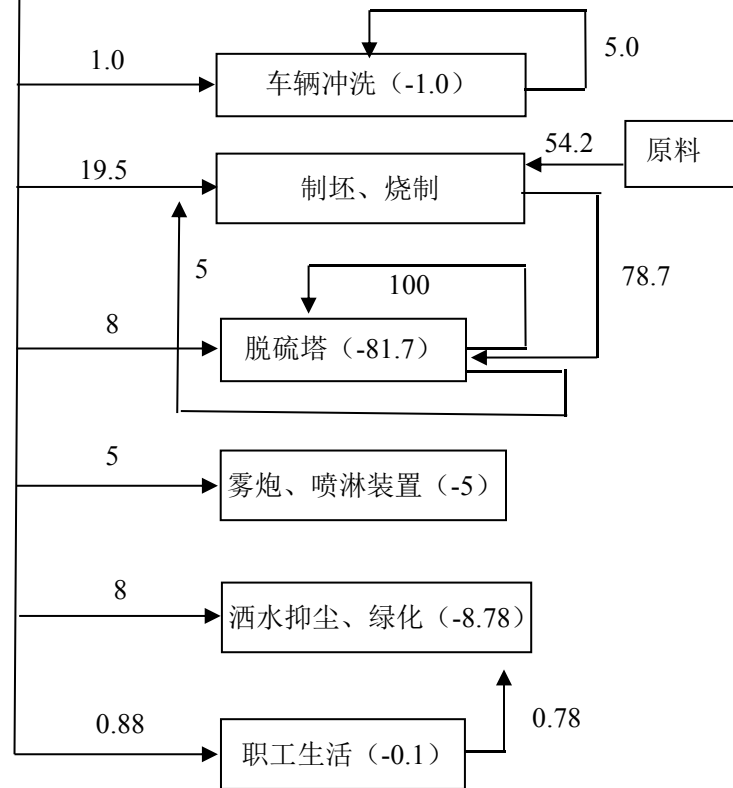 1.0
车辆冲洗（-1.0）
5.0
19.5
制坯、烧制
54.2
原料
5
100
78.7
8
脱硫塔（-81.7）
5
雾炮、喷淋装置（-5）
8
洒水抑尘、绿化（-8.78）
0.88
职工生活（-0.1）
0.78